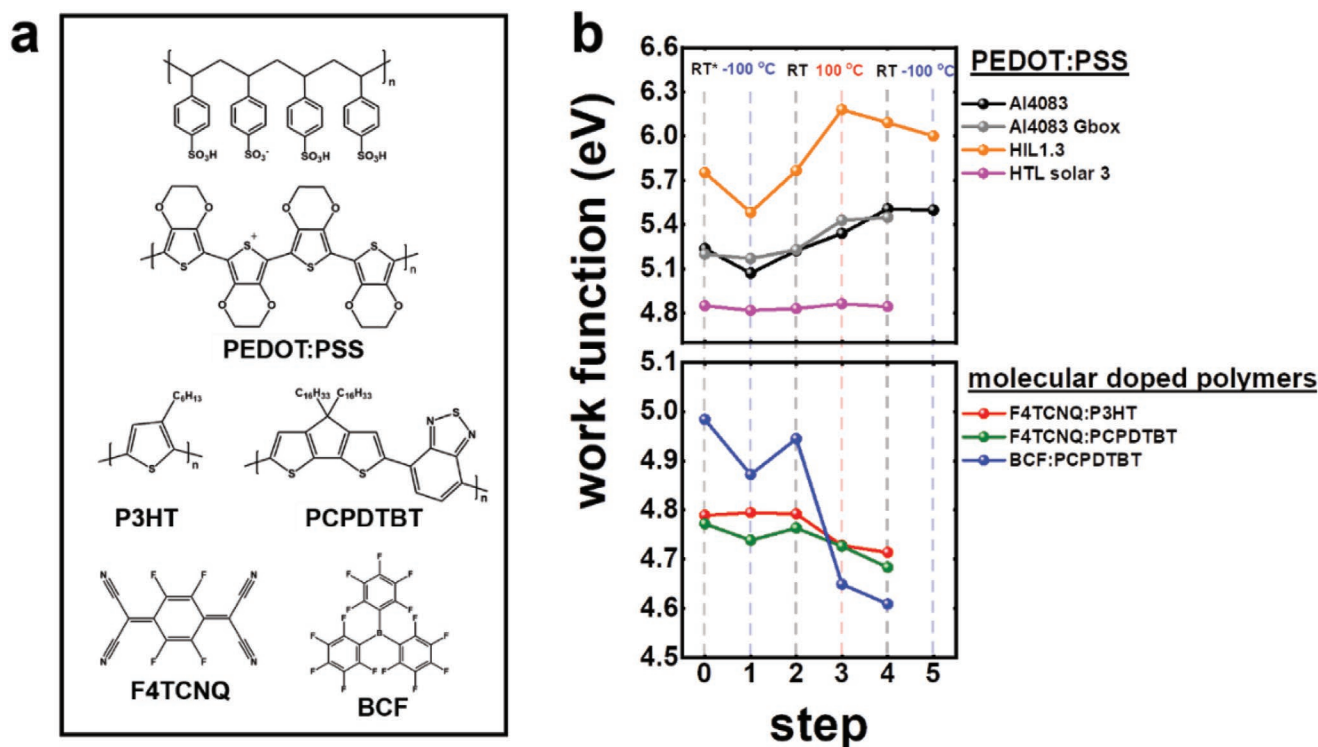 a
n
SO₃H SO₃⁻ SO₃H SO₃H
O O O O
S S⁺ S S
n
O O O O
PEDOT:PSS
C₆H₁₃
S
n
P3HT
C₁₆H₃₃ C₁₆H₃₃
S S
N S N
n
PCPDTBT
N F F N
N F F N
F4TCNQ
F F F F F
B
F F F F F
F F F F F
BCF
b
work function (eV)
6.6
6.3
6.0
5.7
5.4
5.1
4.8
RT* -100 °C RT 100 °C RT -100 °C
PEDOT:PSS
AI4083
AI4083 Gbox
HIL1.3
HTL solar 3
5.1
5.0
4.9
4.8
4.7
4.6
4.5
molecular doped polymers
F4TCNQ:P3HT
F4TCNQ:PCPDTBT
BCF:PCPDTBT
0 1 2 3 4 5
step